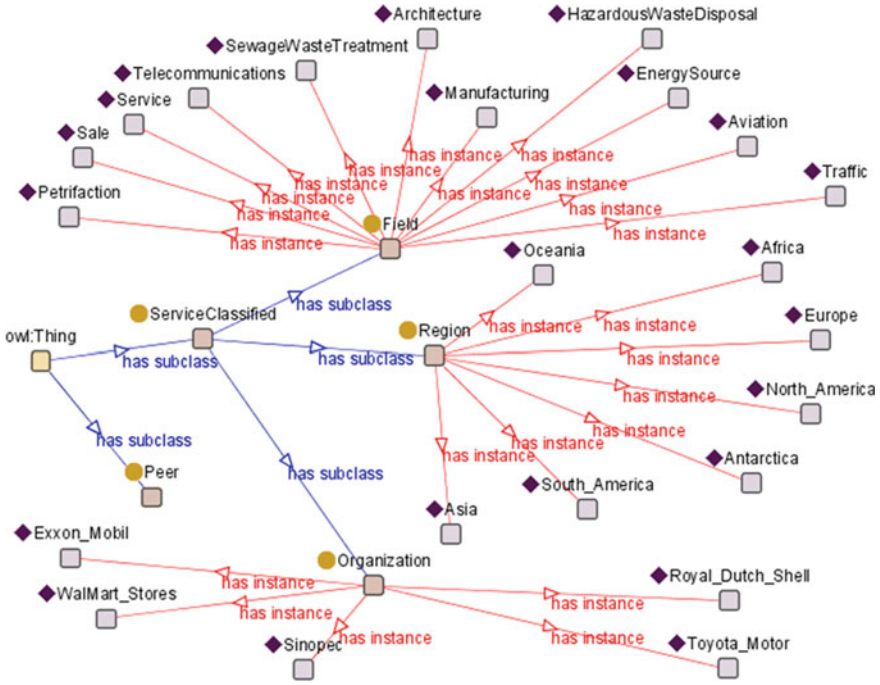 Architecture
HazardousWasteDisposal
SewageWasteTreatment
Telecommunications
EnergySource
Service
Manufacturing
Aviation
Sale
has instance
has instance
has instance
has instance
Traffic
Petrifaction
has instance
has instance
has instance
has instance
has instance
Field
has instance
has instance
has instance
Oceania
Africa
ServiceClassified
has subclass
Region
has instance
has instance
Europe
owl:Thing
has subclass
has subclass
has instance
North_America
has instance
has subclass
has instance
Antarctica
Peer
has subclass
has instance
has instance
South_America
Asia
Exxon_Mobil
Organization
has instance
Royal_Dutch_Shell
WalMart_Stores
has instance
has instance
Sinopec
has instance
has instance
Toyota_Motor